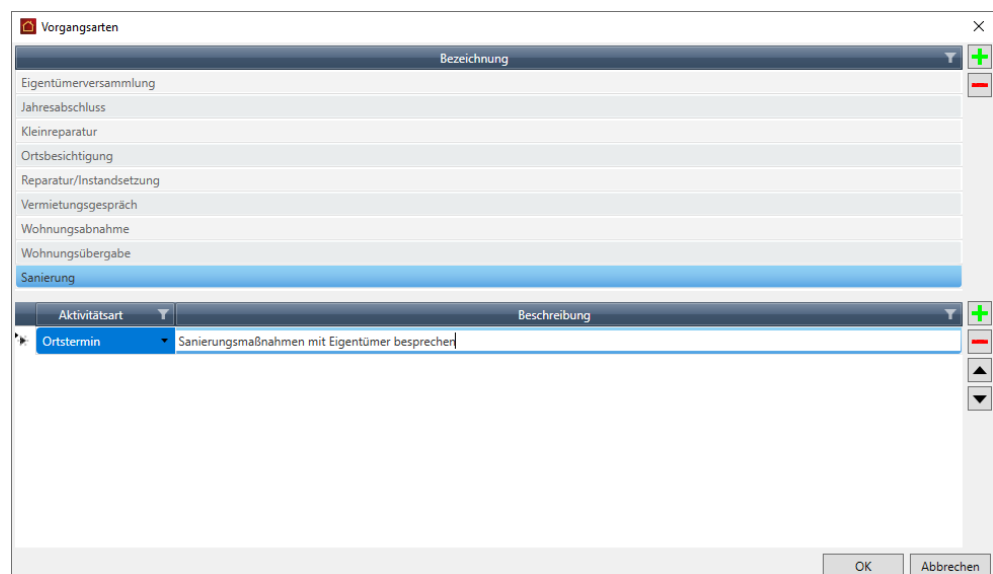 Vorgangsarten
Bezeichnung
Eigentümerversammlung
Jahresabschluss
Kleinreparatur
Ortsbesichtigung
Reparatur/Instandsetzung
Vermietungsgespräch
Wohnungsabnahme
Wohnungsübergabe
Sanierung
Aktivitätsart Beschreibung
Ortstermin Sanierungsmaßnahmen mit Eigentümer besprechen
OK Abbrechen